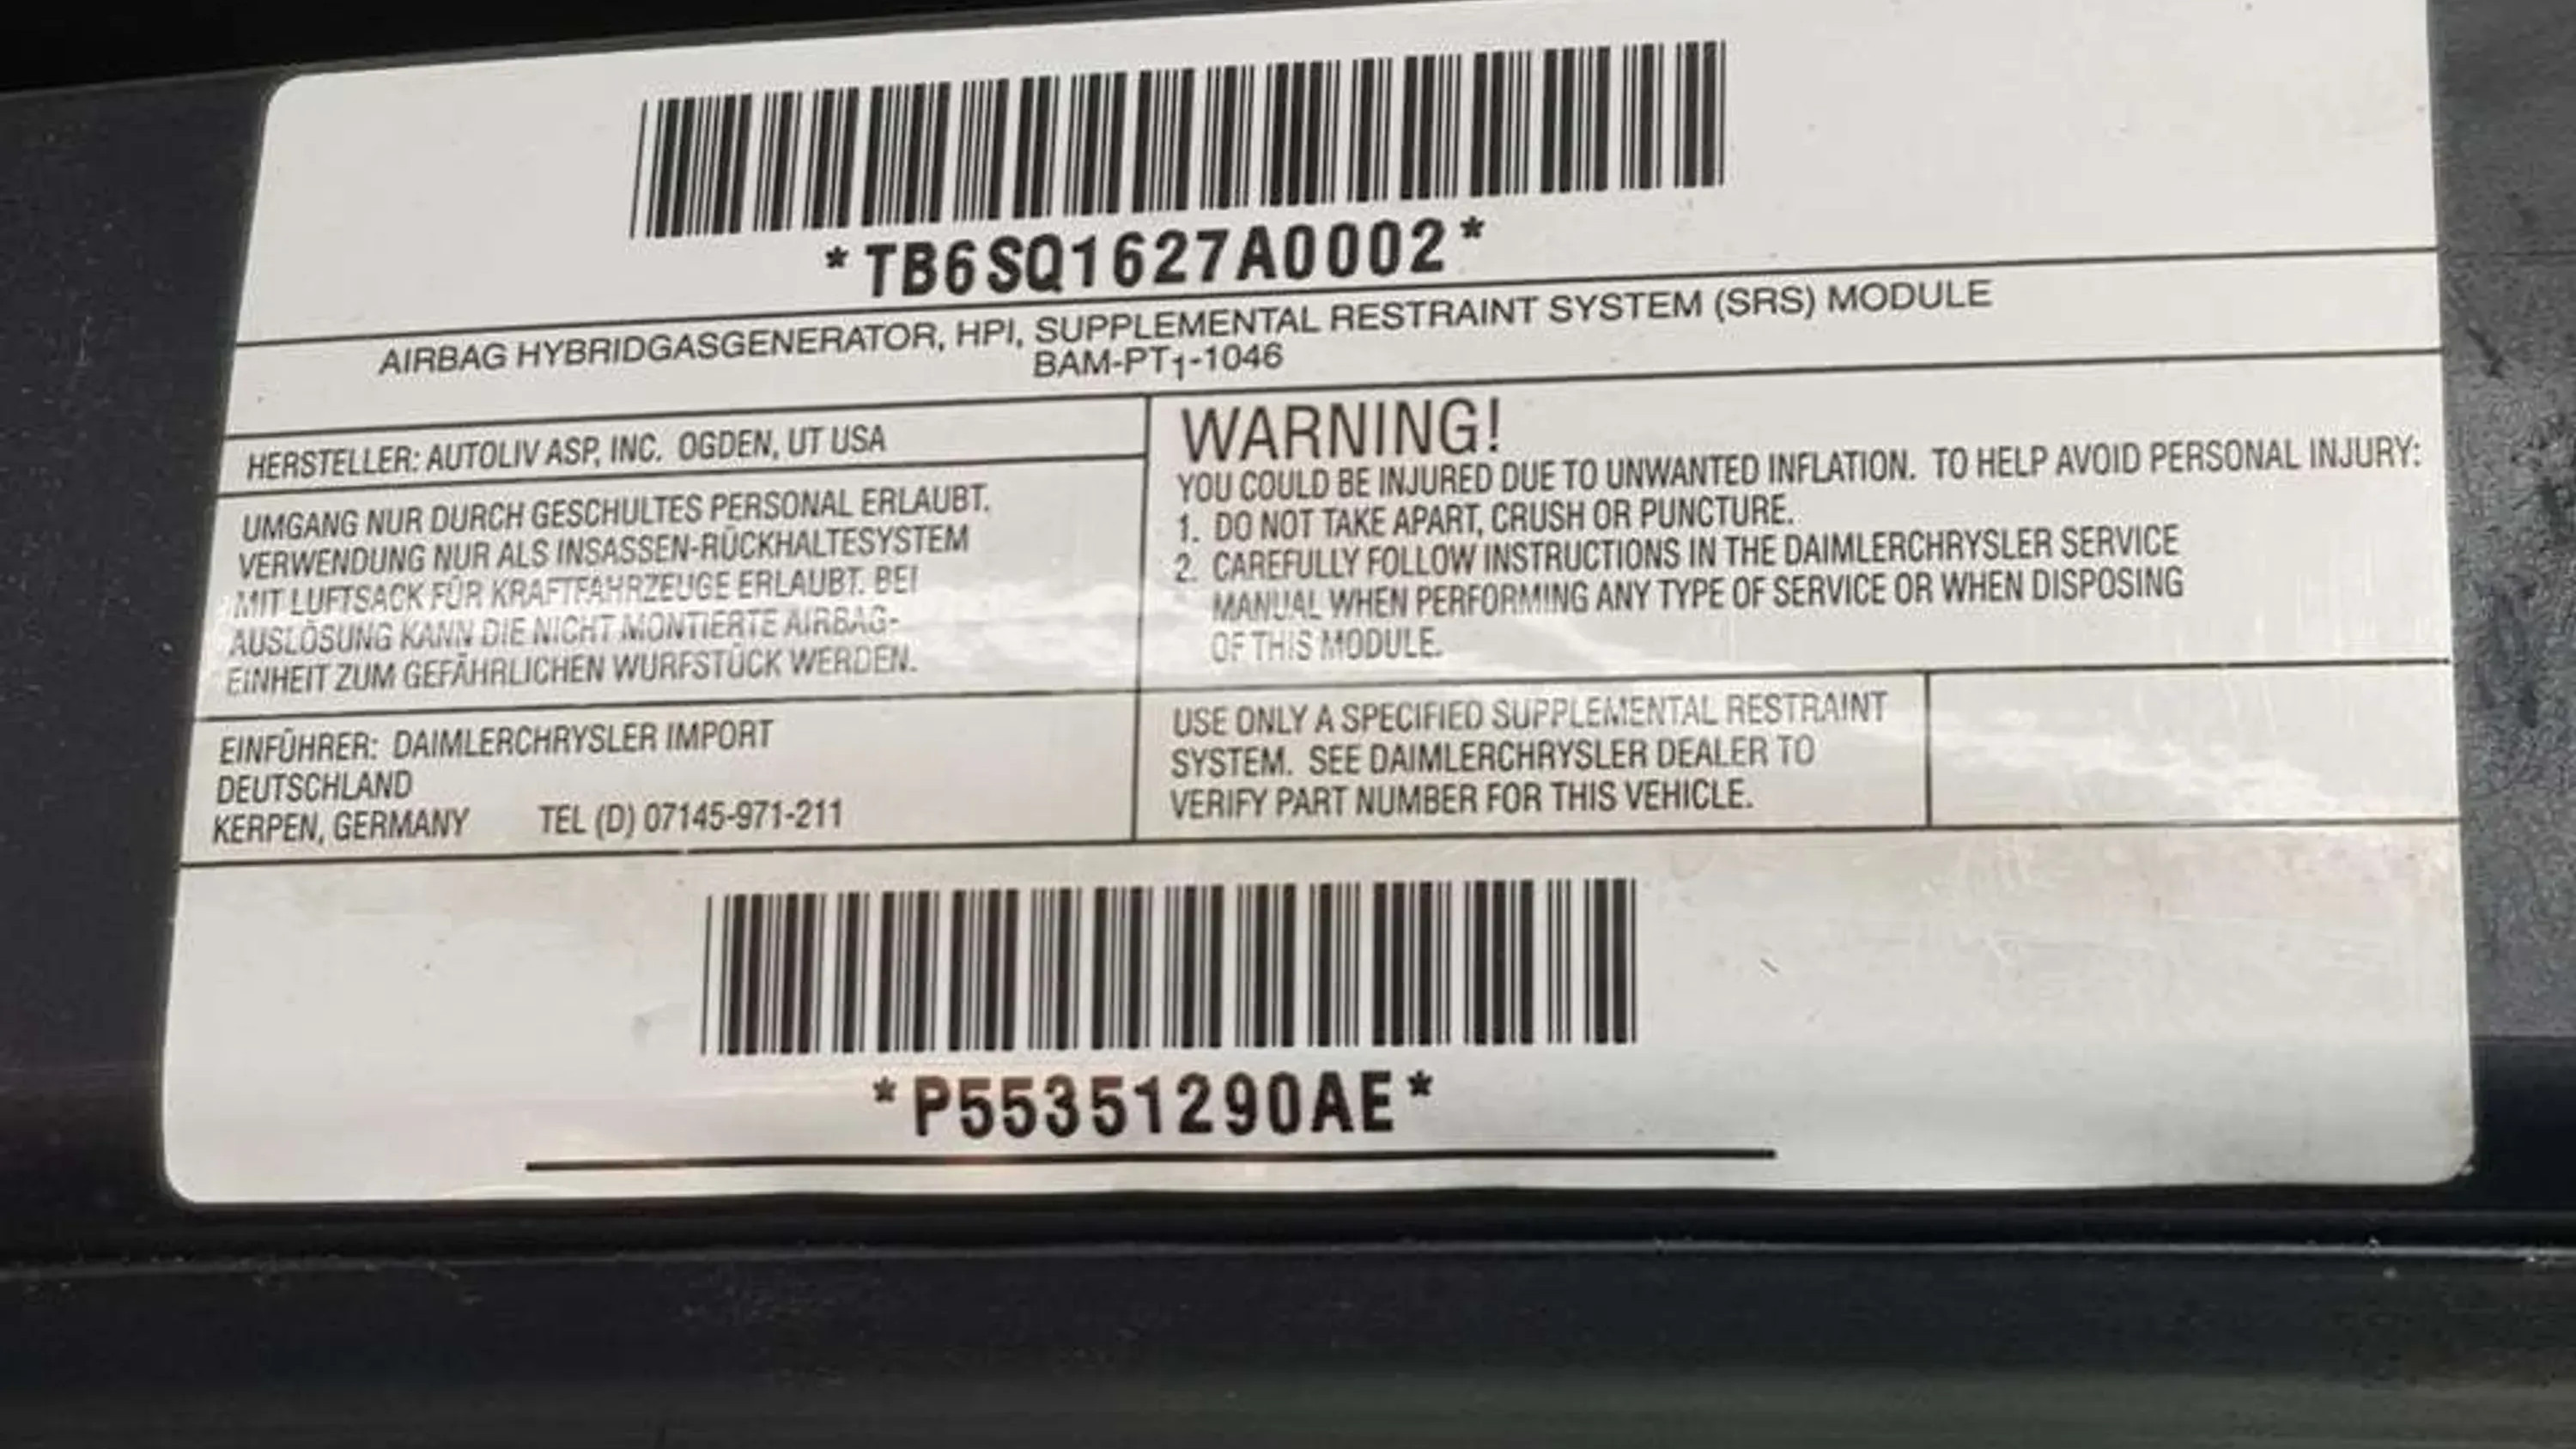 *TB6SQ1627A0002*
AIRBAG HYBRIDGASGENERATOR, HPI, SUPPLEMENTAL RESTRAINT SYSTEM (SRS) MODULE
BAM-PT1-1046
HERSTELLER: AUTOLIV ASP, INC. OGDEN, UT USA
UMGANG NUR DURCH GESCHULTES PERSONAL ERLAUBT.
VERWENDUNG NUR ALS INSASSEN-RÜCKHALTESYSTEM
MIT LUFTSACK FÜR KRAFTFAHRZEUGE ERLAUBT. BEI
AUSLÖSUNG KANN DIE NICHT MONTIERTE AIRBAG-
EINHEIT ZUM GEFÄHRLICHEN WURFSTÜCK WERDEN.
EINFÜHRER: DAIMLERCHRYSLER IMPORT
DEUTSCHLAND
KERPEN, GERMANY TEL (D) 07145-971-211
WARNING!
YOU COULD BE INJURED DUE TO UNWANTED INFLATION. TO HELP AVOID PERSONAL INJURY:
1. DO NOT TAKE APART, CRUSH OR PUNCTURE.
2. CAREFULLY FOLLOW INSTRUCTIONS IN THE DAIMLERCHRYSLER SERVICE
MANUAL WHEN PERFORMING ANY TYPE OF SERVICE OR WHEN DISPOSING
OF THIS MODULE.
USE ONLY A SPECIFIED SUPPLEMENTAL RESTRAINT
SYSTEM. SEE DAIMLERCHRYSLER DEALER TO
VERIFY PART NUMBER FOR THIS VEHICLE.
*P55351290AE*